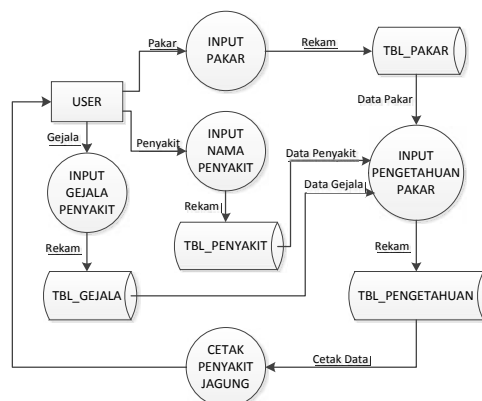 Pakar
INPUT
PAKAR
Rekam
TBL_PAKAR
USER
Data Pakar
Gejala
Penyakit
INPUT
NAMA
PENYAKIT
Data Penyakit
INPUT
PENGETAHUAN
PAKAR
INPUT
GEJALA
PENYAKIT
Data Gejala
Rekam
Rekam
TBL_PENYAKIT
Rekam
TBL_GEJALA
TBL_PENGETAHUAN
CETAK
PENYAKIT
JAGUNG
Cetak Data